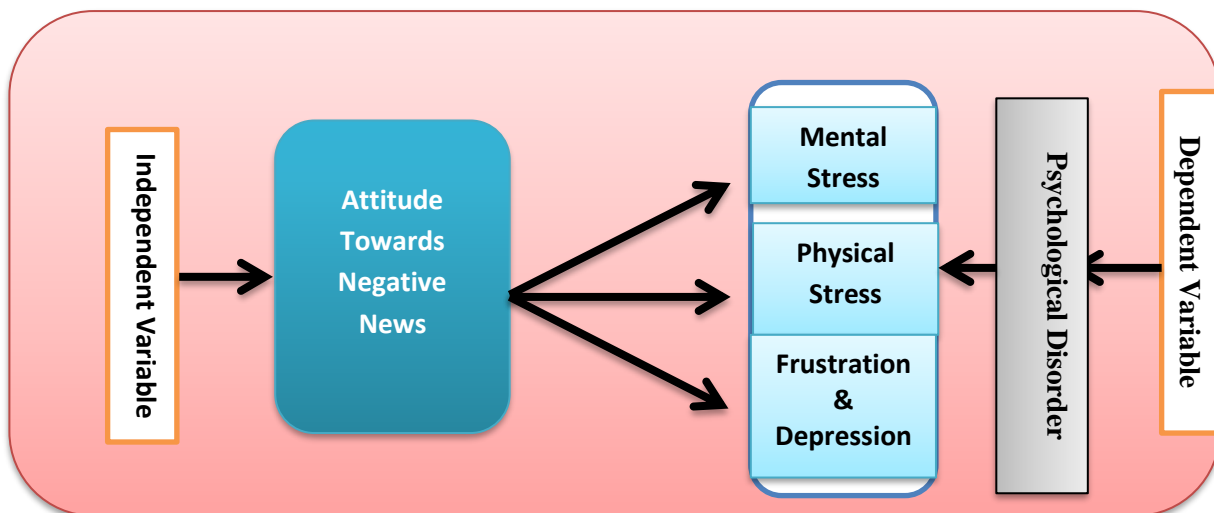 Independent Variable
Attitude
Towards
Negative
News
Mental
Stress
Physical
Stress
Frustration
&
Depression
Psychological Disorder
Dependent Variable